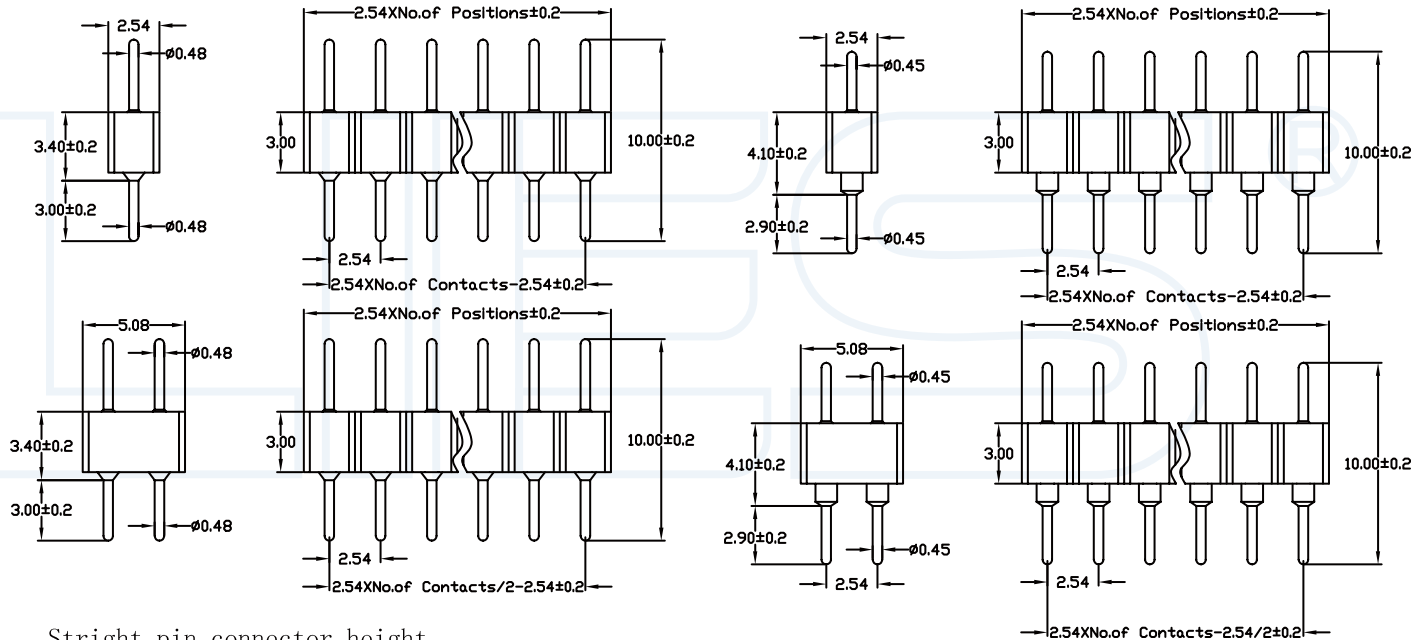 2.54
ø0.48
3.40±0.2
3.00±0.2
ø0.48
2.54XNo.of Positions±0.2
3.00
10.00±0.2
2.54
2.54XNo.of Contacts-2.54±0.2
2.54
ø0.45
4.10±0.2
2.90±0.2
ø0.45
2.54XNo.of Positions±0.2
3.00
10.00±0.2
2.54
2.54XNo.of Contacts-2.54±0.2
5.08
ø0.48
3.40±0.2
3.00±0.2
ø0.48
2.54XNo.of Positions±0.2
3.00
10.00±0.2
2.54
2.54XNo.of Contacts/2-2.54±0.2
5.08
ø0.45
4.10±0.2
2.90±0.2
ø0.45
2.54
2.54XNo.of Positions±0.2
3.00
10.00±0.2
2.54
2.54XNo.of Contacts-2.54/2±0.2
Stright pin connector height
®